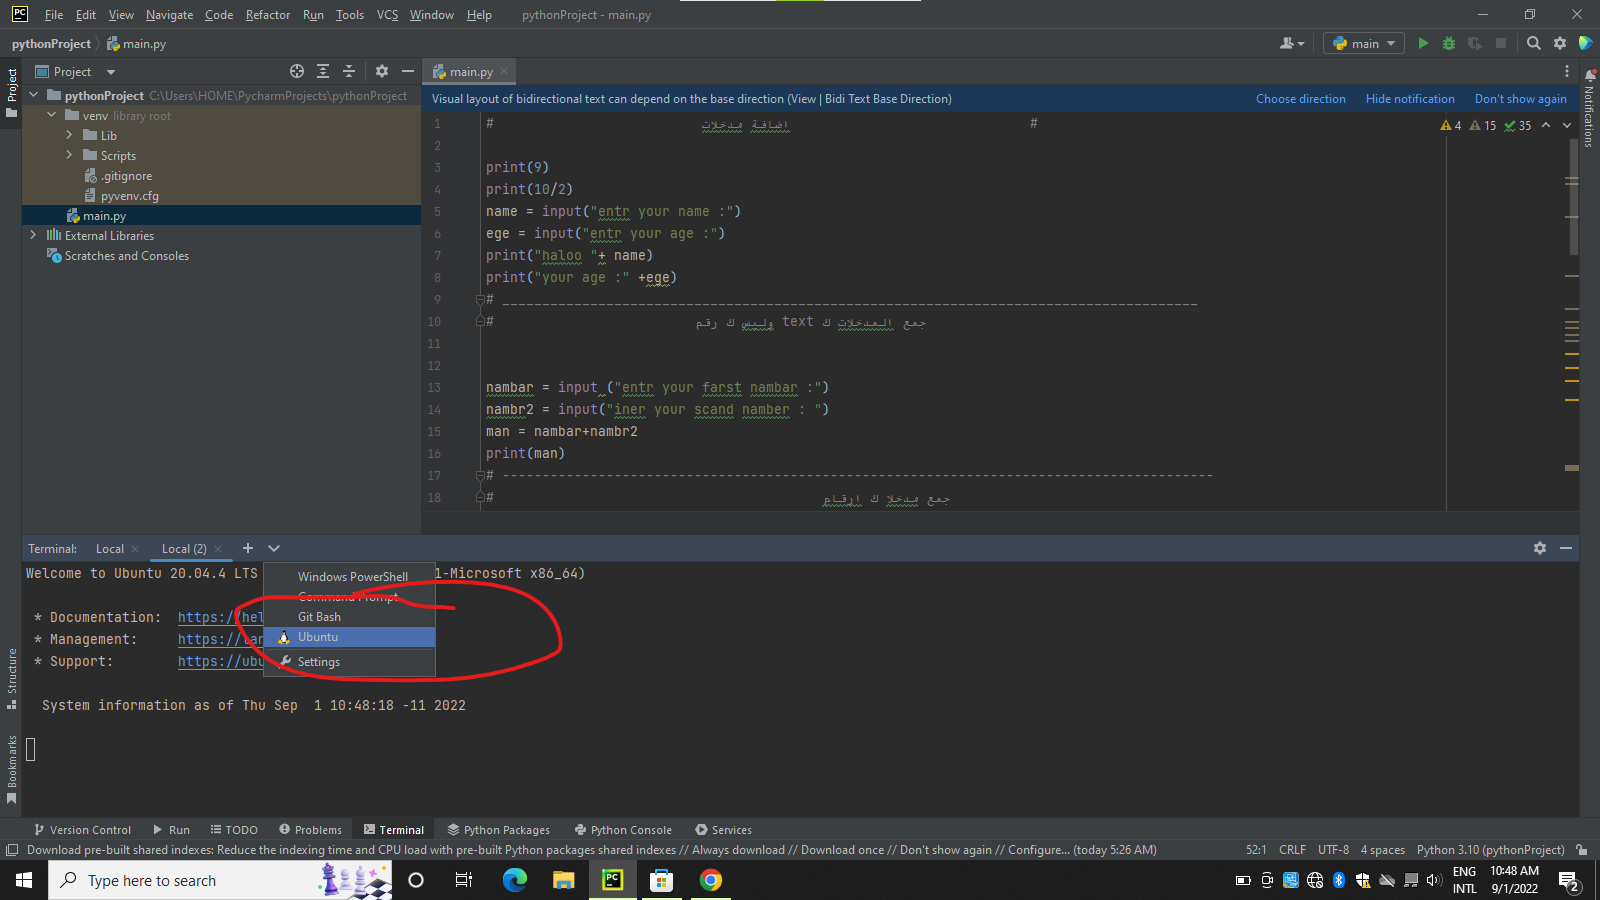 PC File Edit View Navigate Code Refactor Run Tools VCS Window Help pythonProject - main.py
pythonProject main.py
main
Project
Project
main.py
Notifications
pythonProject C:\Users\HOME\PycharmProjects\pythonProject
venv library root
Lib
Scripts
.gitignore
pyvenv.cfg
main.py
External Libraries
Scratches and Consoles
Visual layout of bidirectional text can depend on the base direction (View | Bidi Text Base Direction) Choose direction Hide notification Don't show again
4 15 35
1 # اضافة مدخلات #
2
3 print(9)
4 print(10/2)
5 name = input("entr your name :")
6 ege = input("entr your age :")
7 print("haloo "+ name)
8 print("your age :" +ege)
9 # _______________________________________________________________________________________
10 # جمع المدخلات ك text وليس ك رقم
11
12
13 nambar = input ("entr your farst nambar :")
14 nambr2 = input("iner your scand namber : ")
15 man = nambar+nambr2
16 print(man)
17 # -----------------------------------------------------------------------------------------
18 # جمع مدخلا ك ارقام
Terminal: Local Local (2)
Welcome to Ubuntu 20.04.4 LTS 1-Microsoft x86_64)
Windows PowerShell
Command Prompt
Git Bash
Ubuntu
Settings
* Documentation: https://hel
* Management: https://lan
* Support: https://ubu
System information as of Thu Sep 1 10:48:18 -11 2022
Structure
Bookmarks
Version Control Run TODO Problems Terminal Python Packages Python Console Services
Download pre-built shared indexes: Reduce the indexing time and CPU load with pre-built Python packages shared indexes // Always download // Download once // Don't show again // Configure... (today 5:26 AM) 52:1 CRLF UTF-8 4 spaces Python 3.10 (pythonProject)
Type here to search
PC
ENG
INTL
10:48 AM
9/1/2022
2